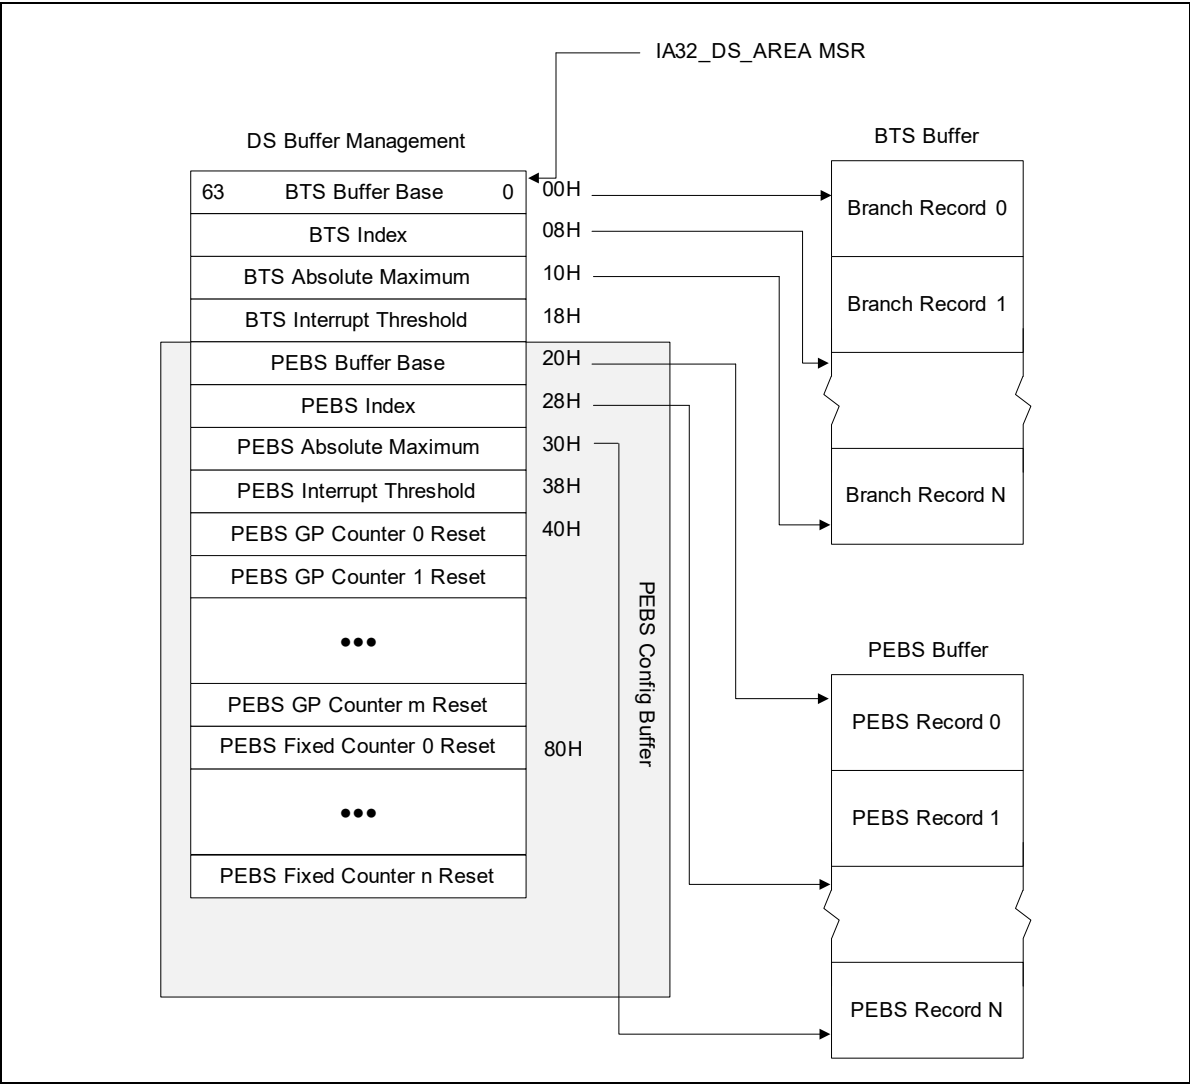 IA32_DS_AREA MSR
DS Buffer Management
63 BTS Buffer Base 0 00H
BTS Index 08H
BTS Absolute Maximum 10H
BTS Interrupt Threshold 18H
PEBS Buffer Base 20H
PEBS Index 28H
PEBS Absolute Maximum 30H
PEBS Interrupt Threshold 38H
PEBS GP Counter 0 Reset 40H
PEBS GP Counter 1 Reset
•••
PEBS GP Counter m Reset
PEBS Fixed Counter 0 Reset 80H
•••
PEBS Fixed Counter n Reset
PEBS Config Buffer
BTS Buffer
Branch Record 0
Branch Record 1
Branch Record N
PEBS Buffer
PEBS Record 0
PEBS Record 1
PEBS Record N